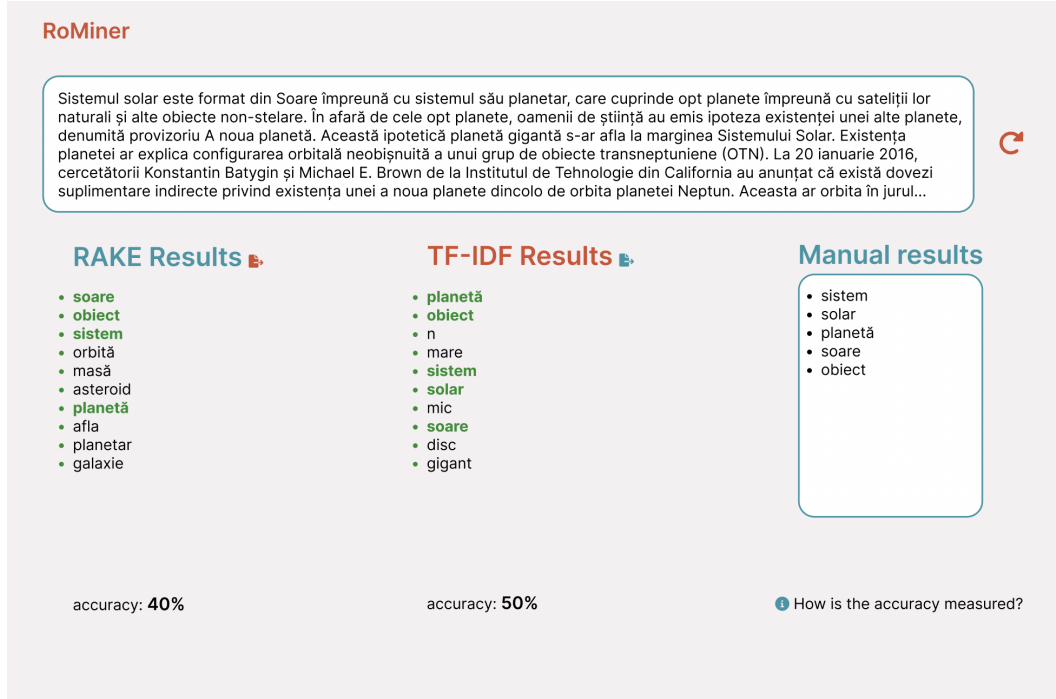 RoMiner
Sistemul solar este format din Soare împreună cu sistemul său planetar, care cuprinde opt planete împreună cu sateliții lor
naturali și alte obiecte non-stelare. În afară de cele opt planete, oamenii de știință au emis ipoteza existenței unei alte planete,
denumită provizoriu A noua planetă. Această ipotetică planetă gigantă s-ar afla la marginea Sistemului Solar. Existența
planetei ar explica configurarea orbitală neobișnuită a unui grup de obiecte transneptuniene (OTN). La 20 ianuarie 2016,
cercetătorii Konstantin Batygin și Michael E. Brown de la Institutul de Tehnologie din California au anunțat că există dovezi
suplimentare indirecte privind existența unei a noua planete dincolo de orbita planetei Neptun. Aceasta ar orbita în jurul...
RAKE Results
• soare
• obiect
• sistem
• orbită
• masă
• asteroid
• planetă
• afla
• planetar
• galaxie
accuracy: 40%
TF-IDF Results
• planetă
• obiect
• n
• mare
• sistem
• solar
• mic
• soare
• disc
• gigant
accuracy: 50%
Manual results
• sistem
• solar
• planetă
• soare
• obiect
How is the accuracy measured?